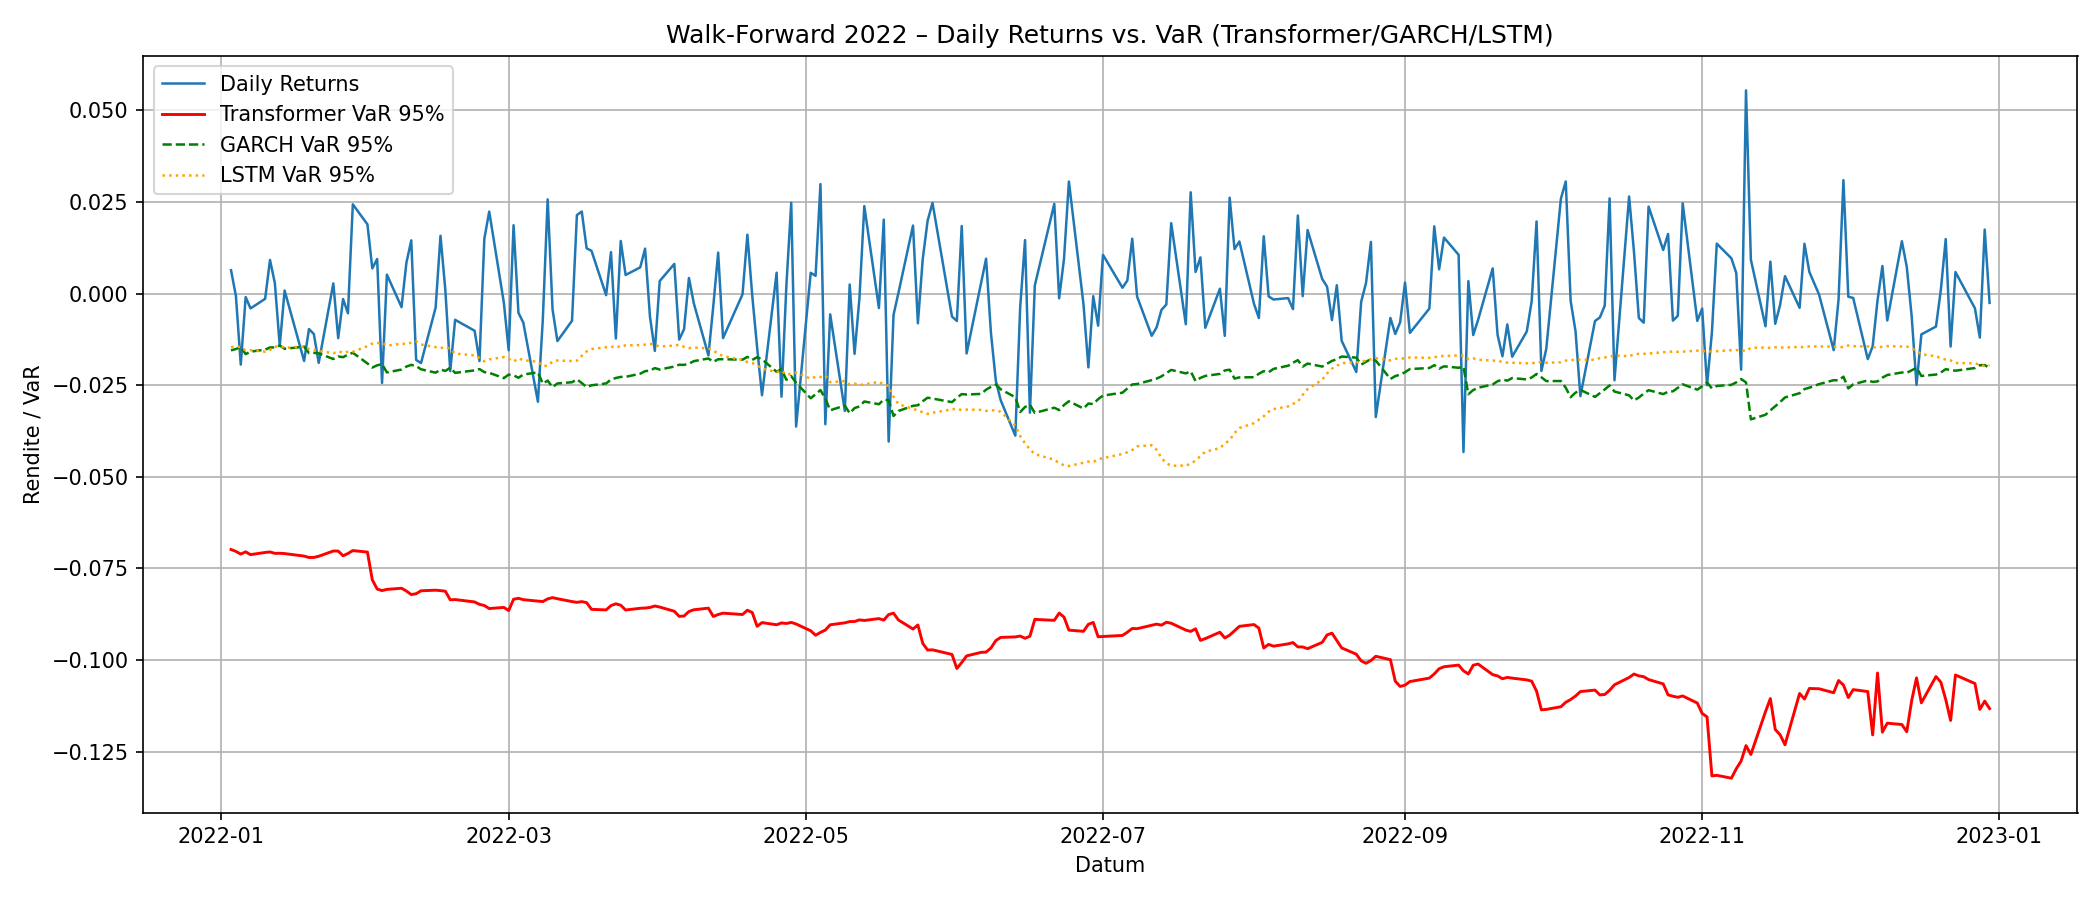 Walk-Forward 2022 – Daily Returns vs. VaR (Transformer/GARCH/LSTM)
Daily Returns
Transformer VaR 95%
GARCH VaR 95%
LSTM VaR 95%
Rendite / VaR
0.050
0.025
0.000
−0.025
−0.050
−0.075
−0.100
−0.125
2022-01 2022-03 2022-05 2022-07 2022-09 2022-11 2023-01
Datum